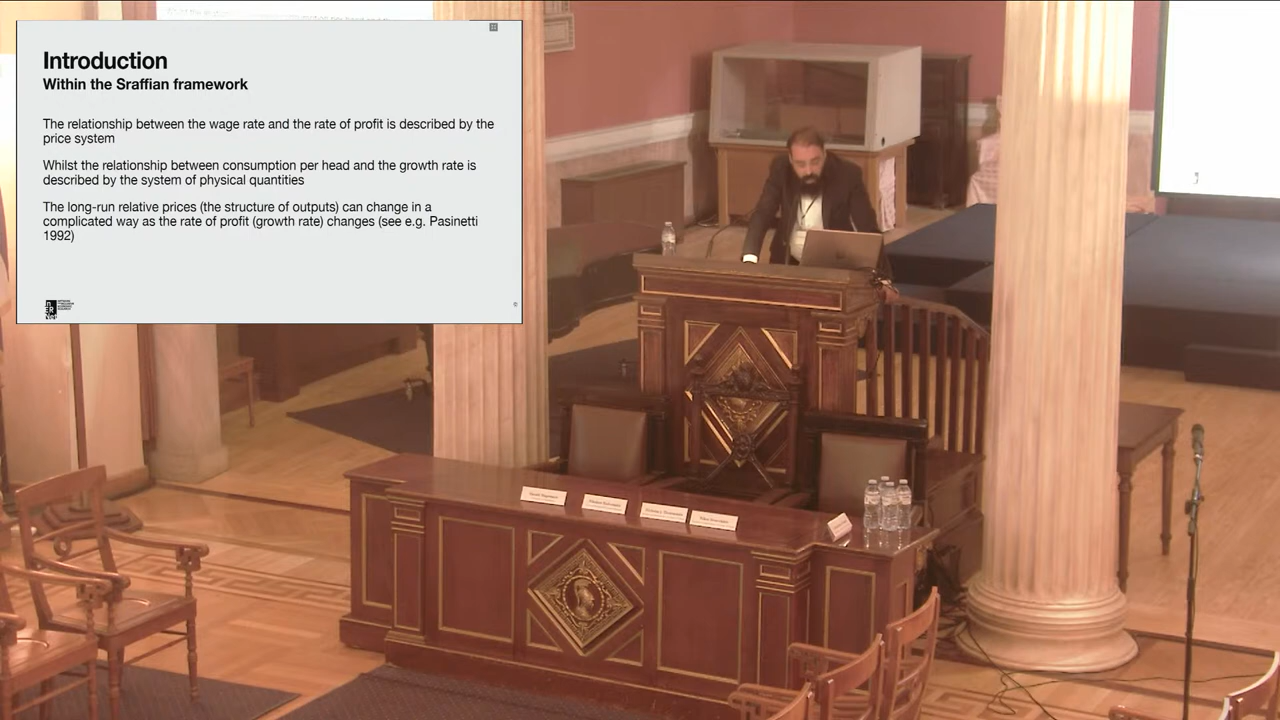 Introduction
Within the Sraffian framework
The relationship between the wage rate and the rate of profit is described by the
price system
Whilst the relationship between consumption per head and the growth rate is
described by the system of physical quantities
The long-run relative prices (the structure of outputs) can change in a
complicated way as the rate of profit (growth rate) changes (see e.g. Pasinetti
1992)